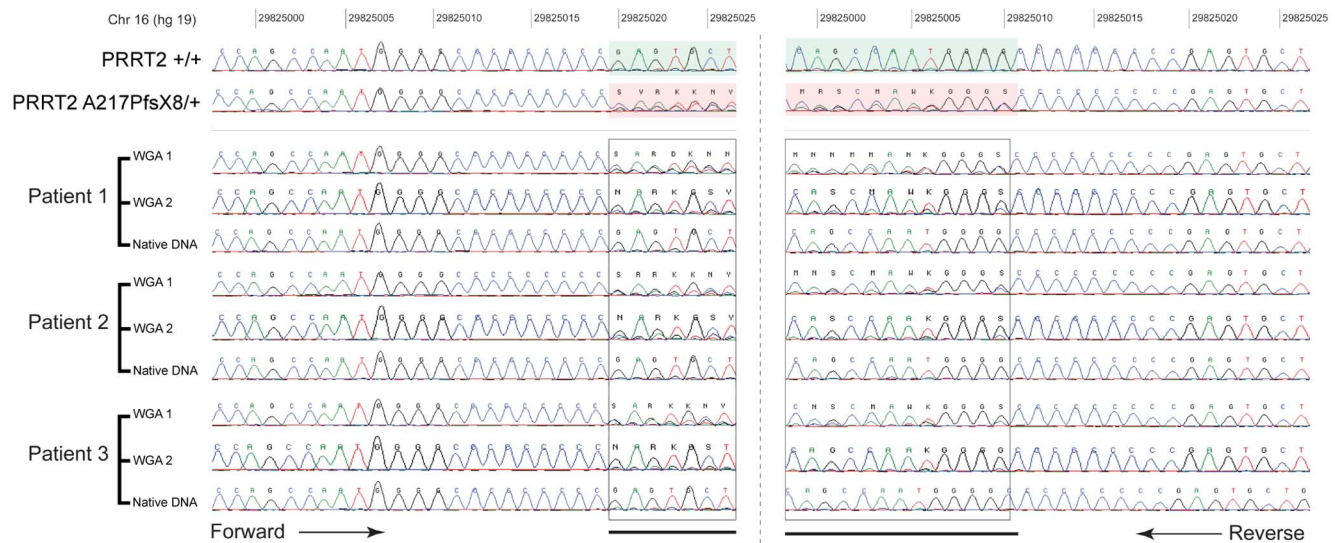 Chr 16 (hg 19) 29825000 29825005 29825010 29825015 29825020 29825025 29825000 29825005 29825010 29825015 29825020 29825025
PRRT2 +/+ C C A G C C A A T G G G G C C C C C C C C C G A G T G C T C A G C C A A T G G G G C C C C C C C C C G A G T G C T
PRRT2 A217PfsX8/+ C C A G C C A A T G G G G C C C C C C C C C S V R K K N Y M R S C M A W K G G G S C C C C C C C C C G A G T G C T
WGA 1 C C A G C C A A T G G G G C C C C C C C C C S A R D K N N M N N M M A N K G G G S C C C C C C C C C G A G T G C T
Patient 1 WGA 2 C C A G C C A A T G G G G C C C C C C C C C N A R K G S Y C A S C M A W K G G G S C C C C C C C C C G A G T G C T
Native DNA C C A G C C A A T G G G G C C C C C C C C C G A G T G C T C A G C C A A T G G G G C C C C C C C C C G A G T G C T
WGA 1 C C A G C C A A T G G G G C C C C C C C C C S R R K K N Y M N S C M A W K G G G S C C C C C C C C C G A G T G C T
Patient 2 WGA 2 C C A G C C A A T G G G G C C C C C C C C C N A R K G S Y C A S C C A A K G G G S C C C C C C C C C G A G T G C T
Native DNA C C A G C C A A T G G G G C C C C C C C C C G A G T G C T C A G C C A A T G G G G C C C C C C C C C G A G T G C T
WGA 1 C C A G C C A A T G G G G C C C C C C C C C S A R K K N Y C N S C M A W K G G G S C C C C C C C C C G A G T G C T
Patient 3 WGA 2 C C A G C C A A T G G G G C C C C C C C C C N A R K G S T C A G C C A A K G G G G C C C C C C C C C G A G T G C T
Native DNA C C A G C C A A T G G G G C C C C C C C C C G A G T G C T C A G C C A A T G G G G C C C C C C C C C G A G T G C T G
Forward Reverse